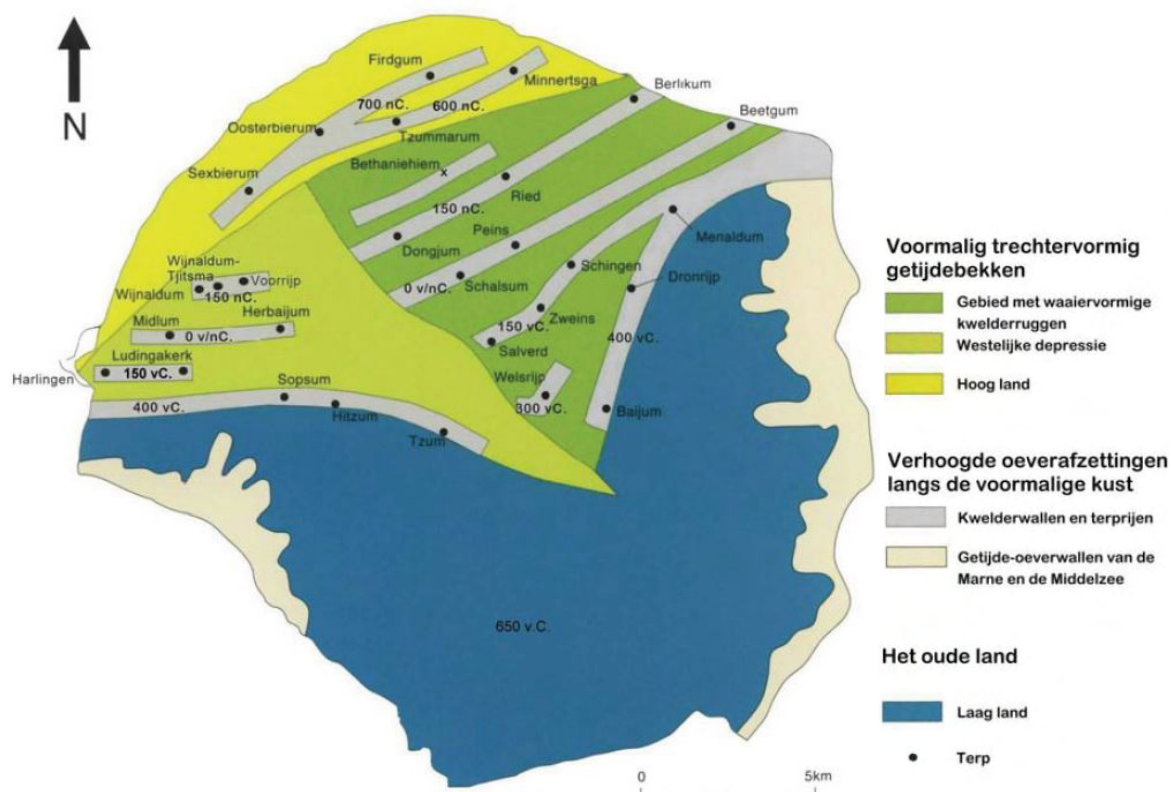 N
Firdgum
Minnertsga
Berlikum
Beetgum
700 nC.
600 nC.
Oosterbierum
Tzummarum
Bethaniehiem
x
Sexbierum
Ried
150 nC.
Peins
Dongjum
Menaldum
Wijnaldum-
Tjitsma
Voorrijp
Wijnaldum
150 nC.
Schingen
Dronrijp
0 v/nC.
Schalsum
Midlum
Herbaijum
0 v/nC.
Zweins
150 vC.
400 vC.
Salverd
Ludingakerk
Harlingen
150 vC.
Welsrijp
Sopsum
300 vC.
400 vC.
Hitzum
Baijum
Tzum
650 v.C.
Voormalig trechtervormig
getijdebekken
Gebied met waaiervormige
kwelderruggen
Westelijke depressie
Hoog land
Verhoogde oeverafzettingen
langs de voormalige kust
Kwelderwallen en terprijen
Getijde-oeverwallen van de
Marne en de Middelzee
Het oude land
Laag land
Terp
0 5km